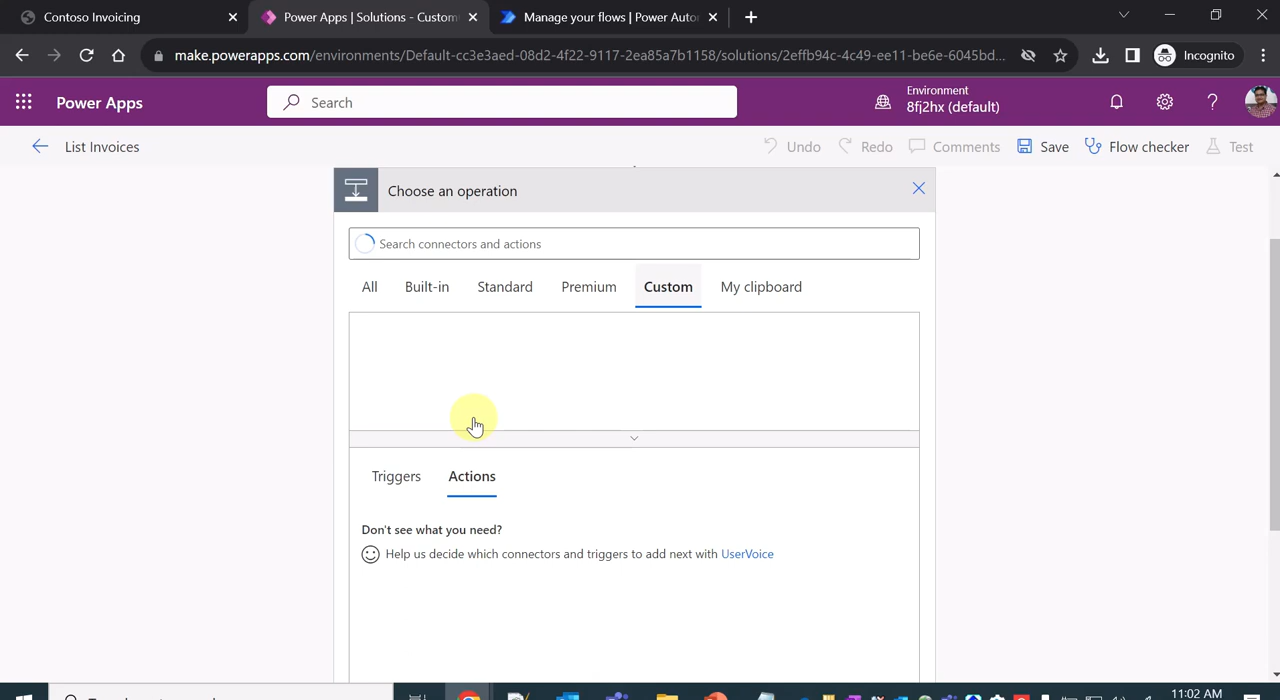 Contoso Invoicing
Power Apps | Solutions - Custom
Manage your flows | Power Auto
make.powerapps.com/environments/Default-cc3e3aed-08d2-4f22-9117-2ea85a7b1158/solutions/2effb94c-4c49-ee11-be6e-6045bd...
Incognito
Power Apps
Search
Environment
8fj2hx (default)
List Invoices
Undo
Redo
Comments
Save
Flow checker
Test
Choose an operation
Search connectors and actions
All
Built-in
Standard
Premium
Custom
My clipboard
Triggers
Actions
Don't see what you need?
Help us decide which connectors and triggers to add next with UserVoice
11:02 AM